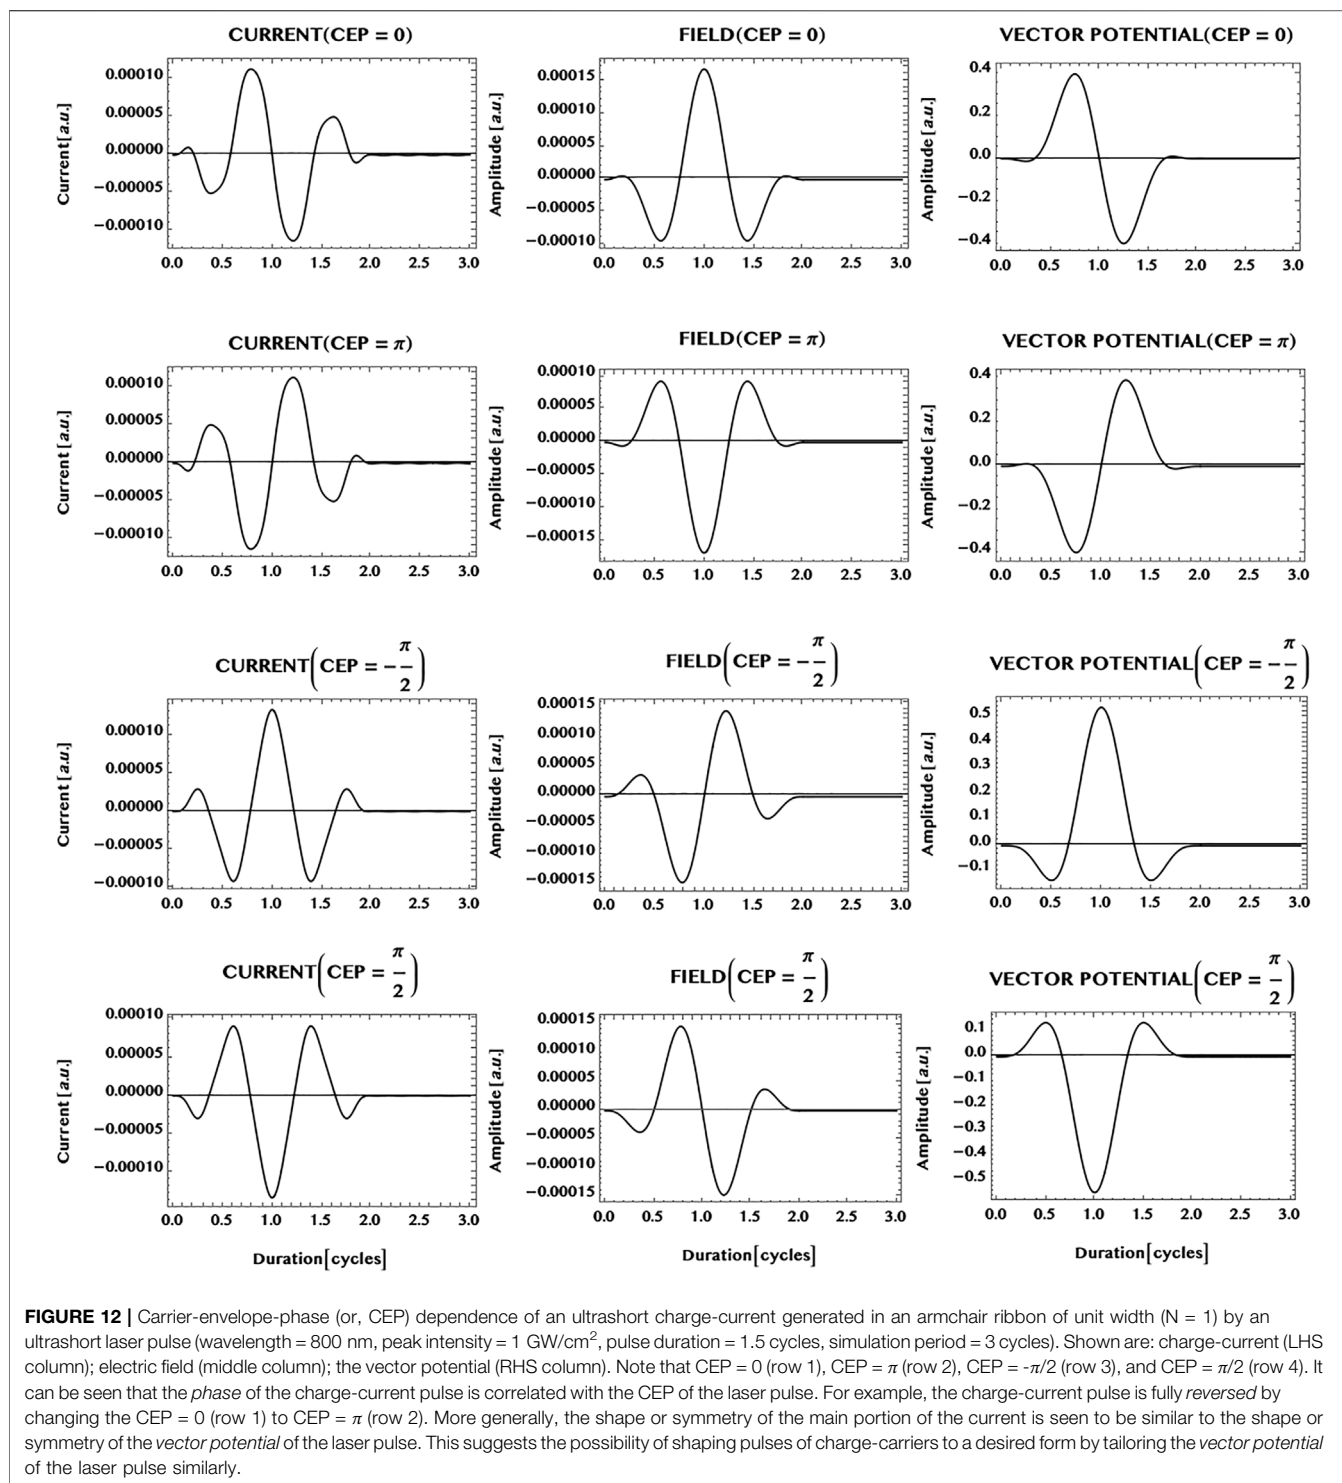 CURRENT(CEP = 0)
Current[a.u.]
0.00010
0.00005
0.00000
−0.00005
−0.00010
0.0 0.5 1.0 1.5 2.0 2.5 3.0
FIELD(CEP = 0)
Amplitude[a.u.]
0.00015
0.00010
0.00005
0.00000
−0.00005
−0.00010
0.0 0.5 1.0 1.5 2.0 2.5 3.0
VECTOR POTENTIAL(CEP = 0)
Amplitude[a.u.]
0.4
0.2
0.0
−0.2
−0.4
0.0 0.5 1.0 1.5 2.0 2.5 3.0
CURRENT(CEP = π)
Current[a.u.]
0.00010
0.00005
0.00000
−0.00005
−0.00010
0.0 0.5 1.0 1.5 2.0 2.5 3.0
FIELD(CEP = π)
Amplitude[a.u.]
0.00010
0.00005
0.00000
−0.00005
−0.00010
−0.00015
0.0 0.5 1.0 1.5 2.0 2.5 3.0
VECTOR POTENTIAL(CEP = π)
Amplitude[a.u.]
0.4
0.2
0.0
−0.2
−0.4
0.0 0.5 1.0 1.5 2.0 2.5 3.0
CURRENT(CEP = −π/2)
Current[a.u.]
0.00010
0.00005
0.00000
−0.00005
−0.00010
0.0 0.5 1.0 1.5 2.0 2.5 3.0
FIELD(CEP = −π/2)
Amplitude[a.u.]
0.00015
0.00010
0.00005
0.00000
−0.00005
−0.00010
−0.00015
0.0 0.5 1.0 1.5 2.0 2.5 3.0
VECTOR POTENTIAL(CEP = −π/2)
Amplitude[a.u.]
0.5
0.4
0.3
0.2
0.1
0.0
−0.1
0.0 0.5 1.0 1.5 2.0 2.5 3.0
CURRENT(CEP = π/2)
Current[a.u.]
0.00010
0.00005
0.00000
−0.00005
−0.00010
0.0 0.5 1.0 1.5 2.0 2.5 3.0
Duration[cycles]
FIELD(CEP = π/2)
Amplitude[a.u.]
0.00015
0.00010
0.00005
0.00000
−0.00005
−0.00010
−0.00015
0.0 0.5 1.0 1.5 2.0 2.5 3.0
Duration[cycles]
VECTOR POTENTIAL(CEP = π/2)
Amplitude[a.u.]
0.1
0.0
−0.1
−0.2
−0.3
−0.4
−0.5
0.0 0.5 1.0 1.5 2.0 2.5 3.0
Duration[cycles]
FIGURE 12 | Carrier-envelope-phase (or, CEP) dependence of an ultrashort charge-current generated in an armchair ribbon of unit width (N = 1) by an
ultrashort laser pulse (wavelength = 800 nm, peak intensity = 1 GW/cm², pulse duration = 1.5 cycles, simulation period = 3 cycles). Shown are: charge-current (LHS
column); electric field (middle column); the vector potential (RHS column). Note that CEP = 0 (row 1), CEP = π (row 2), CEP = -π/2 (row 3), and CEP = π/2 (row 4). It
can be seen that the phase of the charge-current pulse is correlated with the CEP of the laser pulse. For example, the charge-current pulse is fully reversed by
changing the CEP = 0 (row 1) to CEP = π (row 2). More generally, the shape or symmetry of the main portion of the current is seen to be similar to the shape or
symmetry of the vector potential of the laser pulse. This suggests the possibility of shaping pulses of charge-carriers to a desired form by tailoring the vector potential
of the laser pulse similarly.